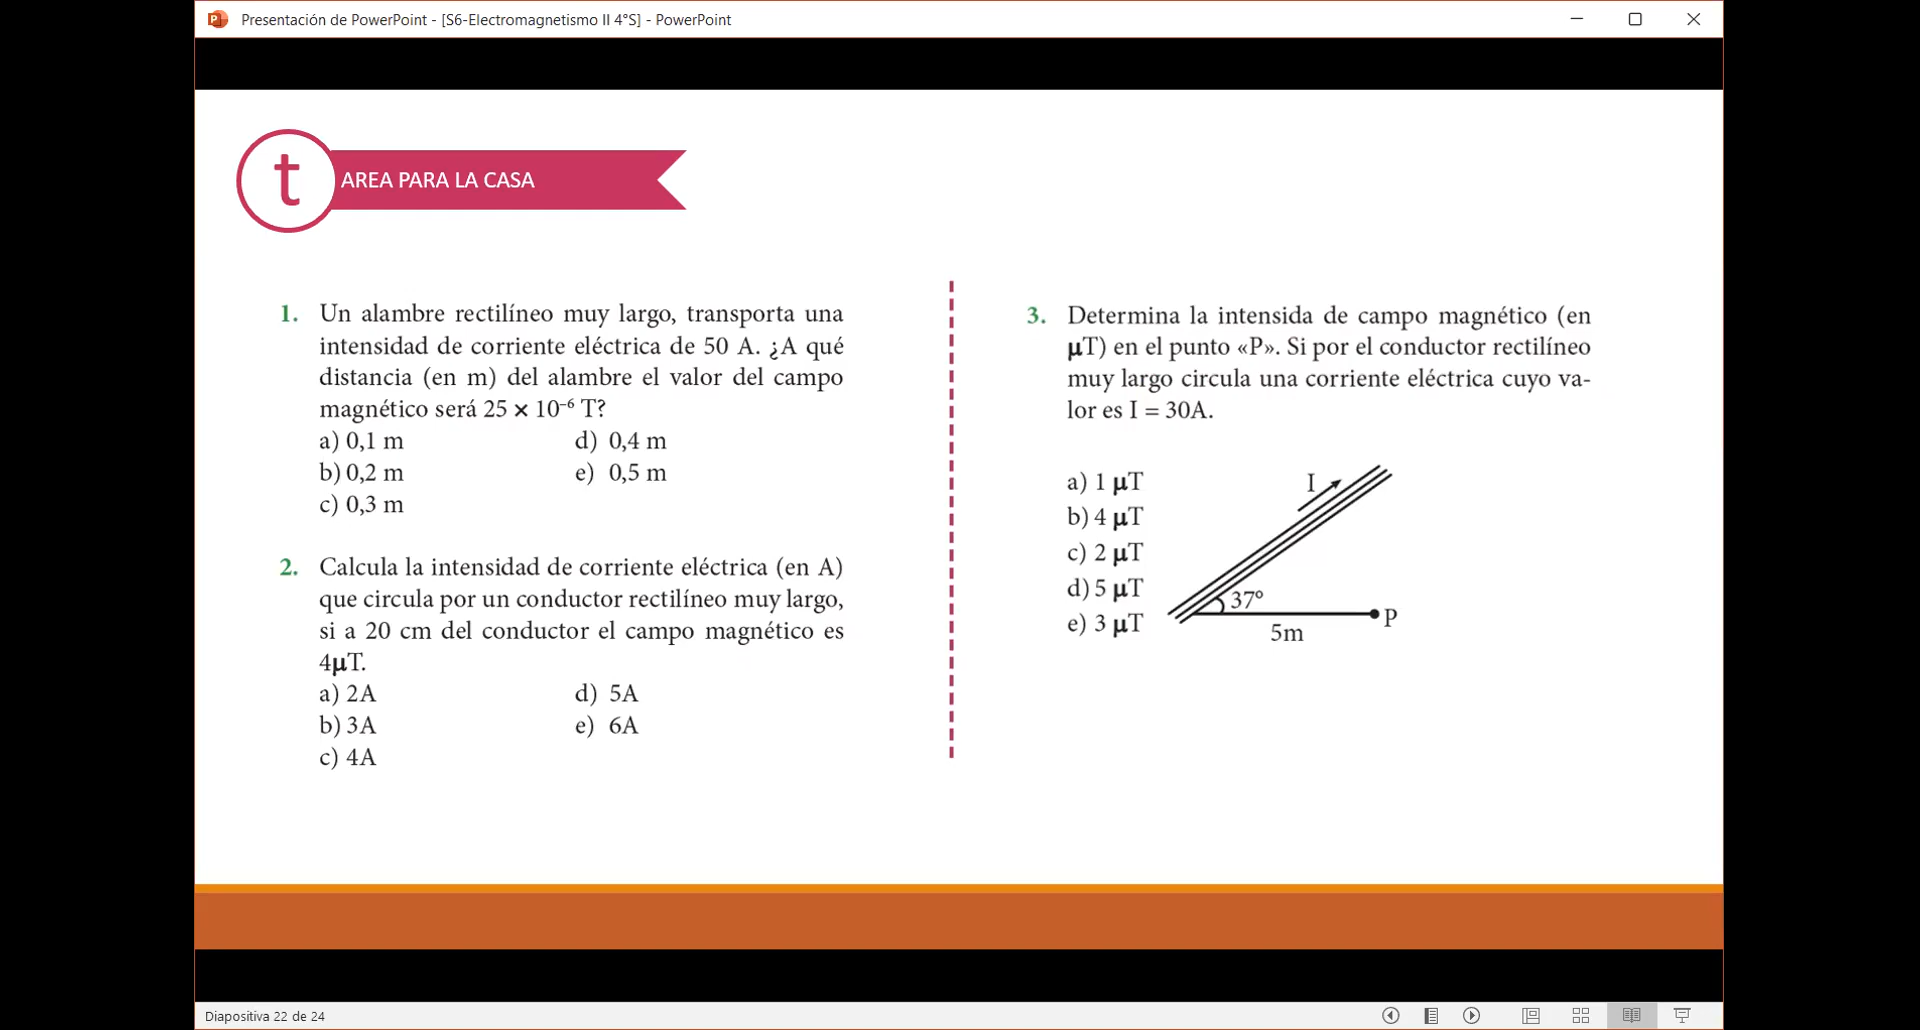 Presentación de PowerPoint - [S6-Electromagnetismo II 4°S] - PowerPoint
t AREA PARA LA CASA
1. Un alambre rectilíneo muy largo, transporta una
intensidad de corriente eléctrica de 50 A. ¿A qué
distancia (en m) del alambre el valor del campo
magnético será 25 × 10⁻⁶ T?
a) 0,1 m d) 0,4 m
b) 0,2 m e) 0,5 m
c) 0,3 m
2. Calcula la intensidad de corriente eléctrica (en A)
que circula por un conductor rectilíneo muy largo,
si a 20 cm del conductor el campo magnético es
4μT.
a) 2A d) 5A
b) 3A e) 6A
c) 4A
3. Determina la intensida de campo magnético (en
μT) en el punto «P». Si por el conductor rectilíneo
muy largo circula una corriente eléctrica cuyo va-
lor es I = 30A.
a) 1 μT
b) 4 μT
c) 2 μT
d) 5 μT
e) 3 μT
I
37°
P
5m
Diapositiva 22 de 24